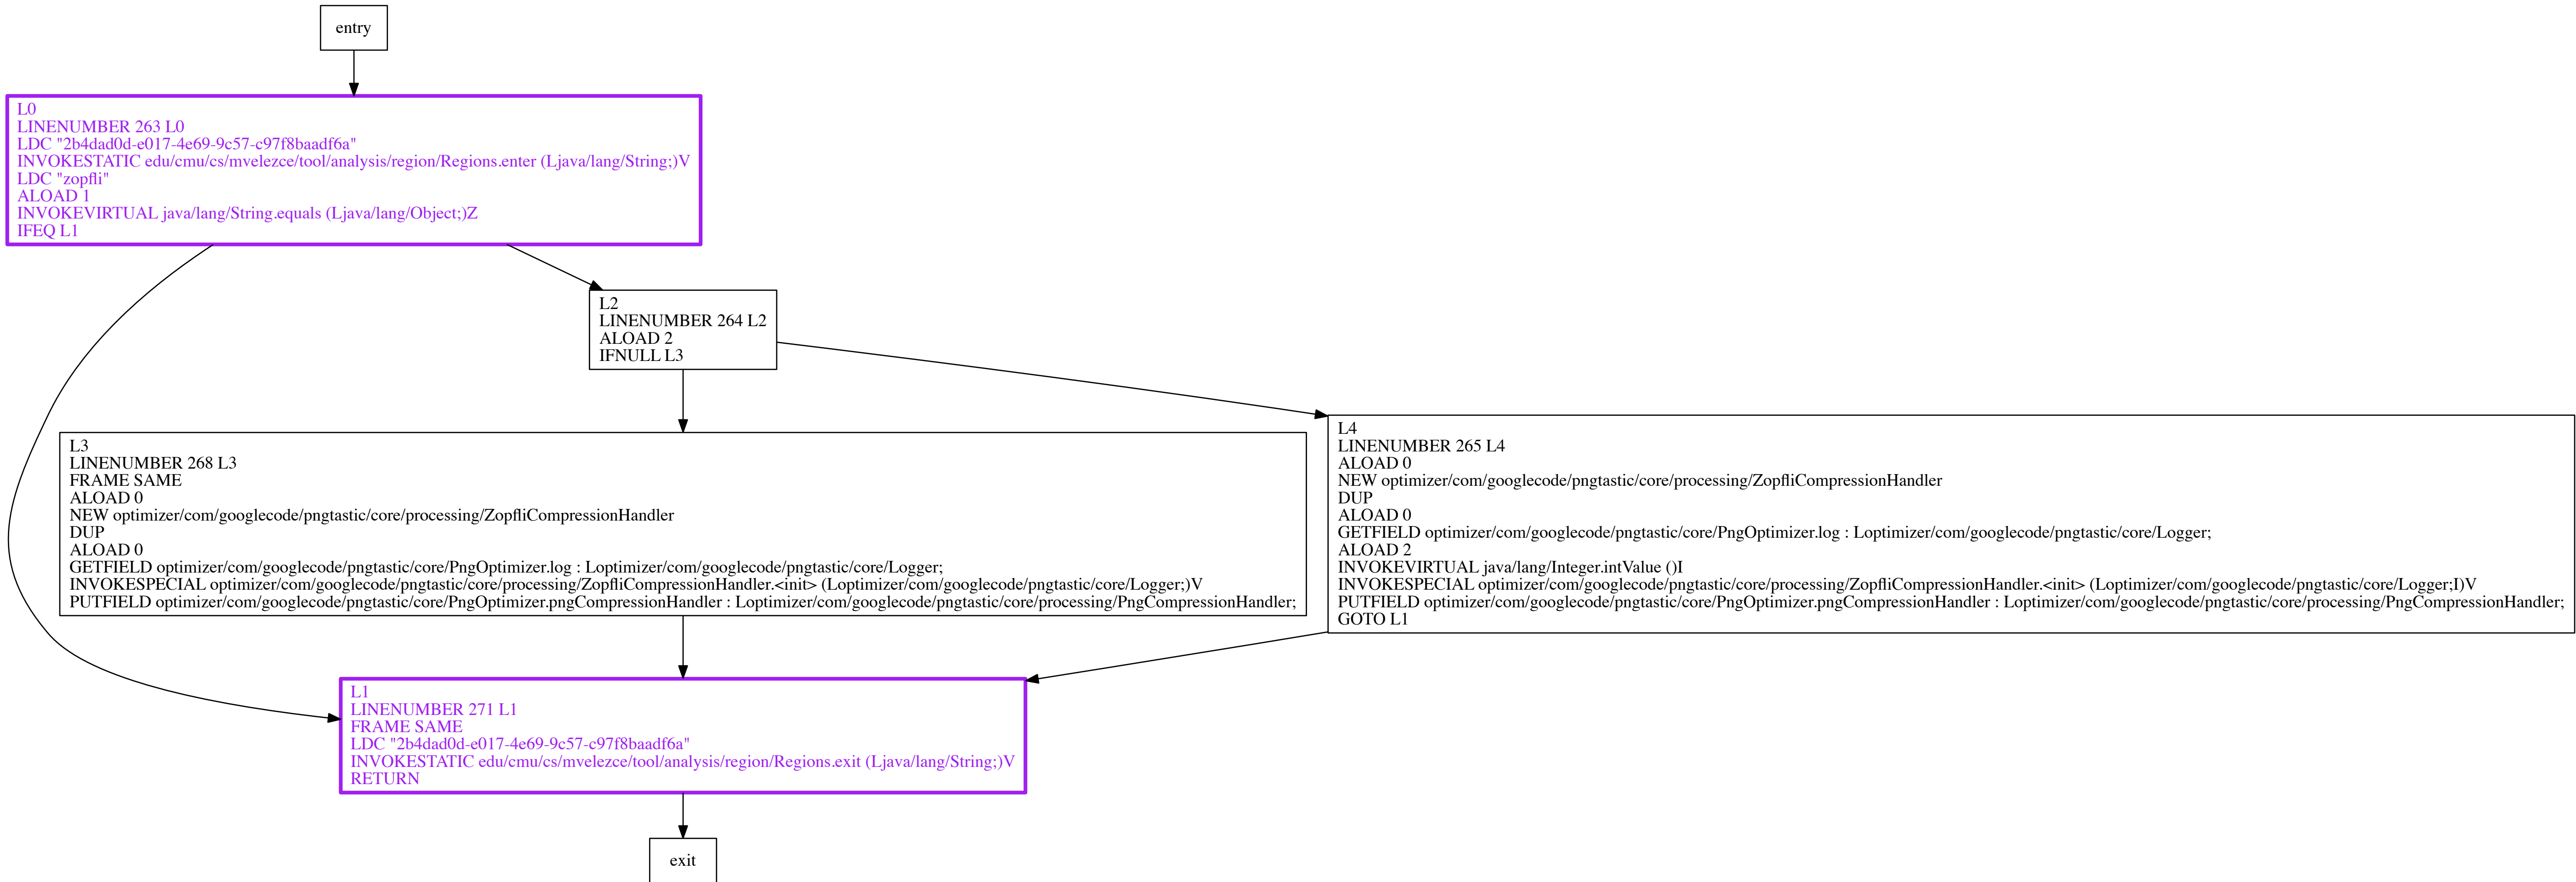 entry
L0
LINENUMBER 263 L0
LDC "2b4dad0d-e017-4e69-9c57-c97f8baadf6a"
INVOKESTATIC edu/cmu/cs/mvelezce/tool/analysis/region/Regions.enter (Ljava/lang/String;)V
LDC "zopfli"
ALOAD 1
INVOKEVIRTUAL java/lang/String.equals (Ljava/lang/Object;)Z
IFEQ L1
L2
LINENUMBER 264 L2
ALOAD 2
IFNULL L3
L3
LINENUMBER 268 L3
FRAME SAME
ALOAD 0
NEW optimizer/com/googlecode/pngtastic/core/processing/ZopfliCompressionHandler
DUP
ALOAD 0
GETFIELD optimizer/com/googlecode/pngtastic/core/PngOptimizer.log : Loptimizer/com/googlecode/pngtastic/core/Logger;
INVOKESPECIAL optimizer/com/googlecode/pngtastic/core/processing/ZopfliCompressionHandler.<init> (Loptimizer/com/googlecode/pngtastic/core/Logger;)V
PUTFIELD optimizer/com/googlecode/pngtastic/core/PngOptimizer.pngCompressionHandler : Loptimizer/com/googlecode/pngtastic/core/processing/PngCompressionHandler;
L4
LINENUMBER 265 L4
ALOAD 0
NEW optimizer/com/googlecode/pngtastic/core/processing/ZopfliCompressionHandler
DUP
ALOAD 0
GETFIELD optimizer/com/googlecode/pngtastic/core/PngOptimizer.log : Loptimizer/com/googlecode/pngtastic/core/Logger;
ALOAD 2
INVOKEVIRTUAL java/lang/Integer.intValue ()I
INVOKESPECIAL optimizer/com/googlecode/pngtastic/core/processing/ZopfliCompressionHandler.<init> (Loptimizer/com/googlecode/pngtastic/core/Logger;I)V
PUTFIELD optimizer/com/googlecode/pngtastic/core/PngOptimizer.pngCompressionHandler : Loptimizer/com/googlecode/pngtastic/core/processing/PngCompressionHandler;
GOTO L1
L1
LINENUMBER 271 L1
FRAME SAME
LDC "2b4dad0d-e017-4e69-9c57-c97f8baadf6a"
INVOKESTATIC edu/cmu/cs/mvelezce/tool/analysis/region/Regions.exit (Ljava/lang/String;)V
RETURN
exit